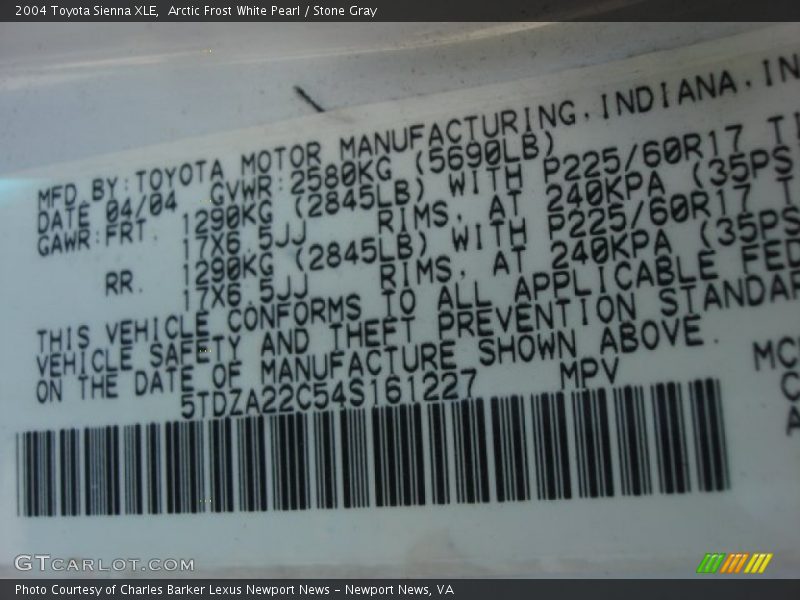 2004 Toyota Sienna XLE,  Arctic Frost White Pearl / Stone Gray
MFD BY:TOYOTA MOTOR MANUFACTURING,INDIANA,IN
DATE 04/04 GVWR:2580KG (5690LB)
GAWR:FRT. 1290KG (2845LB) WITH P225/60R17 TI
17X6.5JJ RIMS, AT 240KPA (35PS
RR. 1290KG (2845LB) WITH P225/60R17 T
17X6.5JJ RIMS, AT 240KPA (35PS
THIS VEHICLE CONFORMS TO ALL APPLICABLE FED
VEHICLE SAFETY AND THEFT PREVENTION STANDAR
ON THE DATE OF MANUFACTURE SHOWN ABOVE.
5TDZA22C54S161227 MPV
MC
C
A
GTCARLOT.COM
Photo Courtesy of Charles Barker Lexus Newport News – Newport News, VA